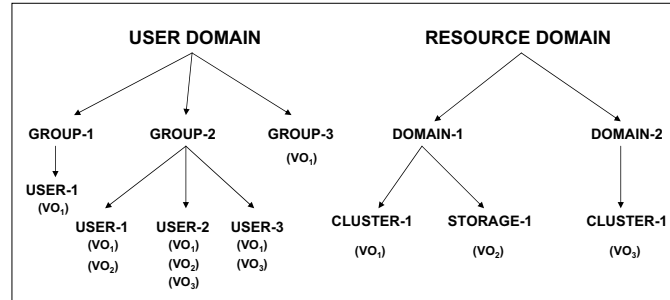 USER DOMAIN RESOURCE DOMAIN
GROUP-1 GROUP-2 GROUP-3 DOMAIN-1 DOMAIN-2
(VO₁)
USER-1
(VO₁)
USER-1 USER-2 USER-3 CLUSTER-1 STORAGE-1 CLUSTER-1
(VO₁) (VO₁) (VO₁) (VO₁) (VO₂) (VO₃)
(VO₂) (VO₂) (VO₃)
(VO₃)